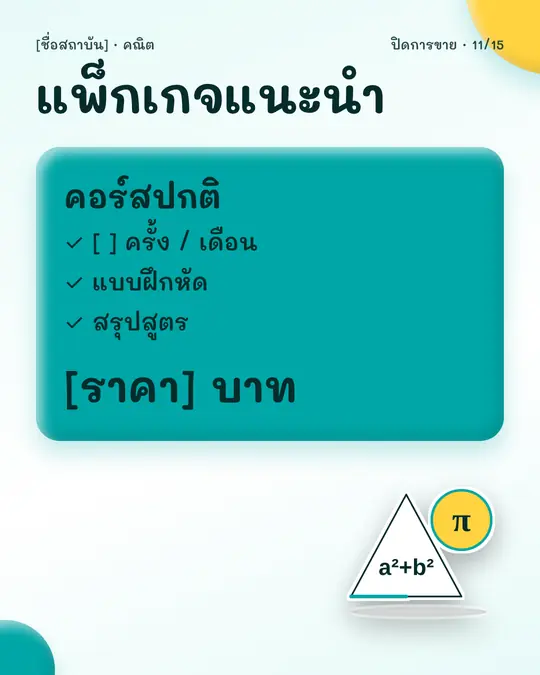 [ชื่อสถาบัน] · คณิต
ปิดการขาย · 11/15
แพ็กเกจแนะนำ
คอร์สปกติ
✓ [ ] ครั้ง / เดือน
✓ แบบฝึกหัด
✓ สรุปสูตร
[ราคา] บาท
π
a²+b²